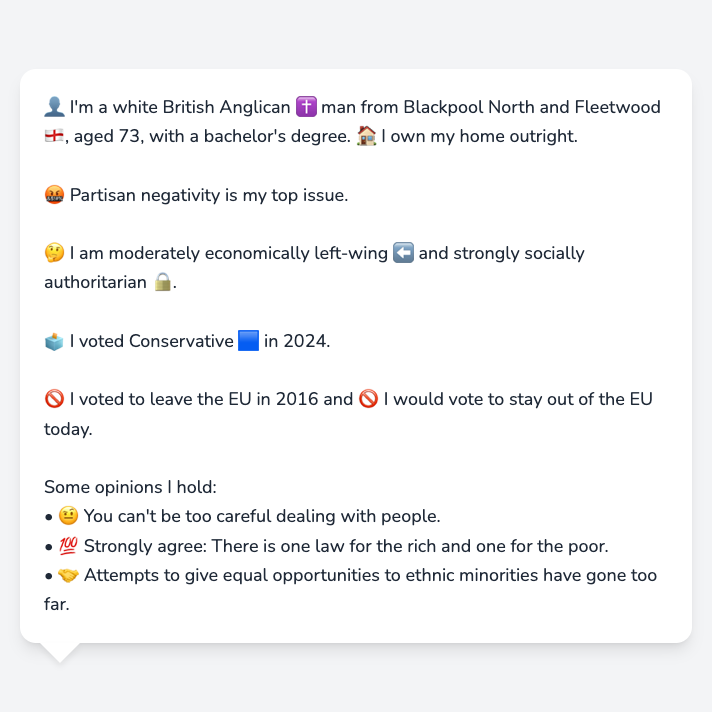 👤 I'm a white British Anglican ✝️ man from Blackpool North and Fleetwood
🏴󠁧󠁢󠁥󠁮󠁧󠁿, aged 73, with a bachelor's degree. 🏠 I own my home outright.
🤬 Partisan negativity is my top issue.
🤔 I am moderately economically left-wing ⬅️ and strongly socially
authoritarian 🔒.
🗳️ I voted Conservative 🟦 in 2024.
🚫 I voted to leave the EU in 2016 and 🚫 I would vote to stay out of the EU
today.
Some opinions I hold:
• 🤨 You can't be too careful dealing with people.
• 💯 Strongly agree: There is one law for the rich and one for the poor.
• 🤝 Attempts to give equal opportunities to ethnic minorities have gone too
far.